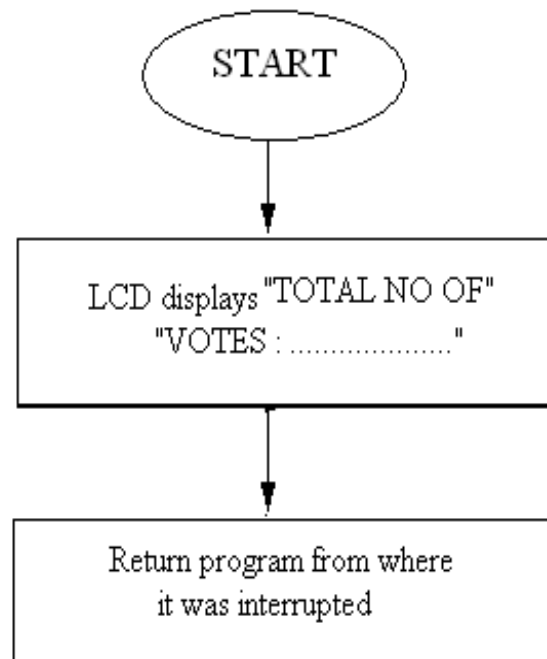 START
LCD displays "TOTAL NO OF"
"VOTES : ....................."
Return program from where
it was interrupted